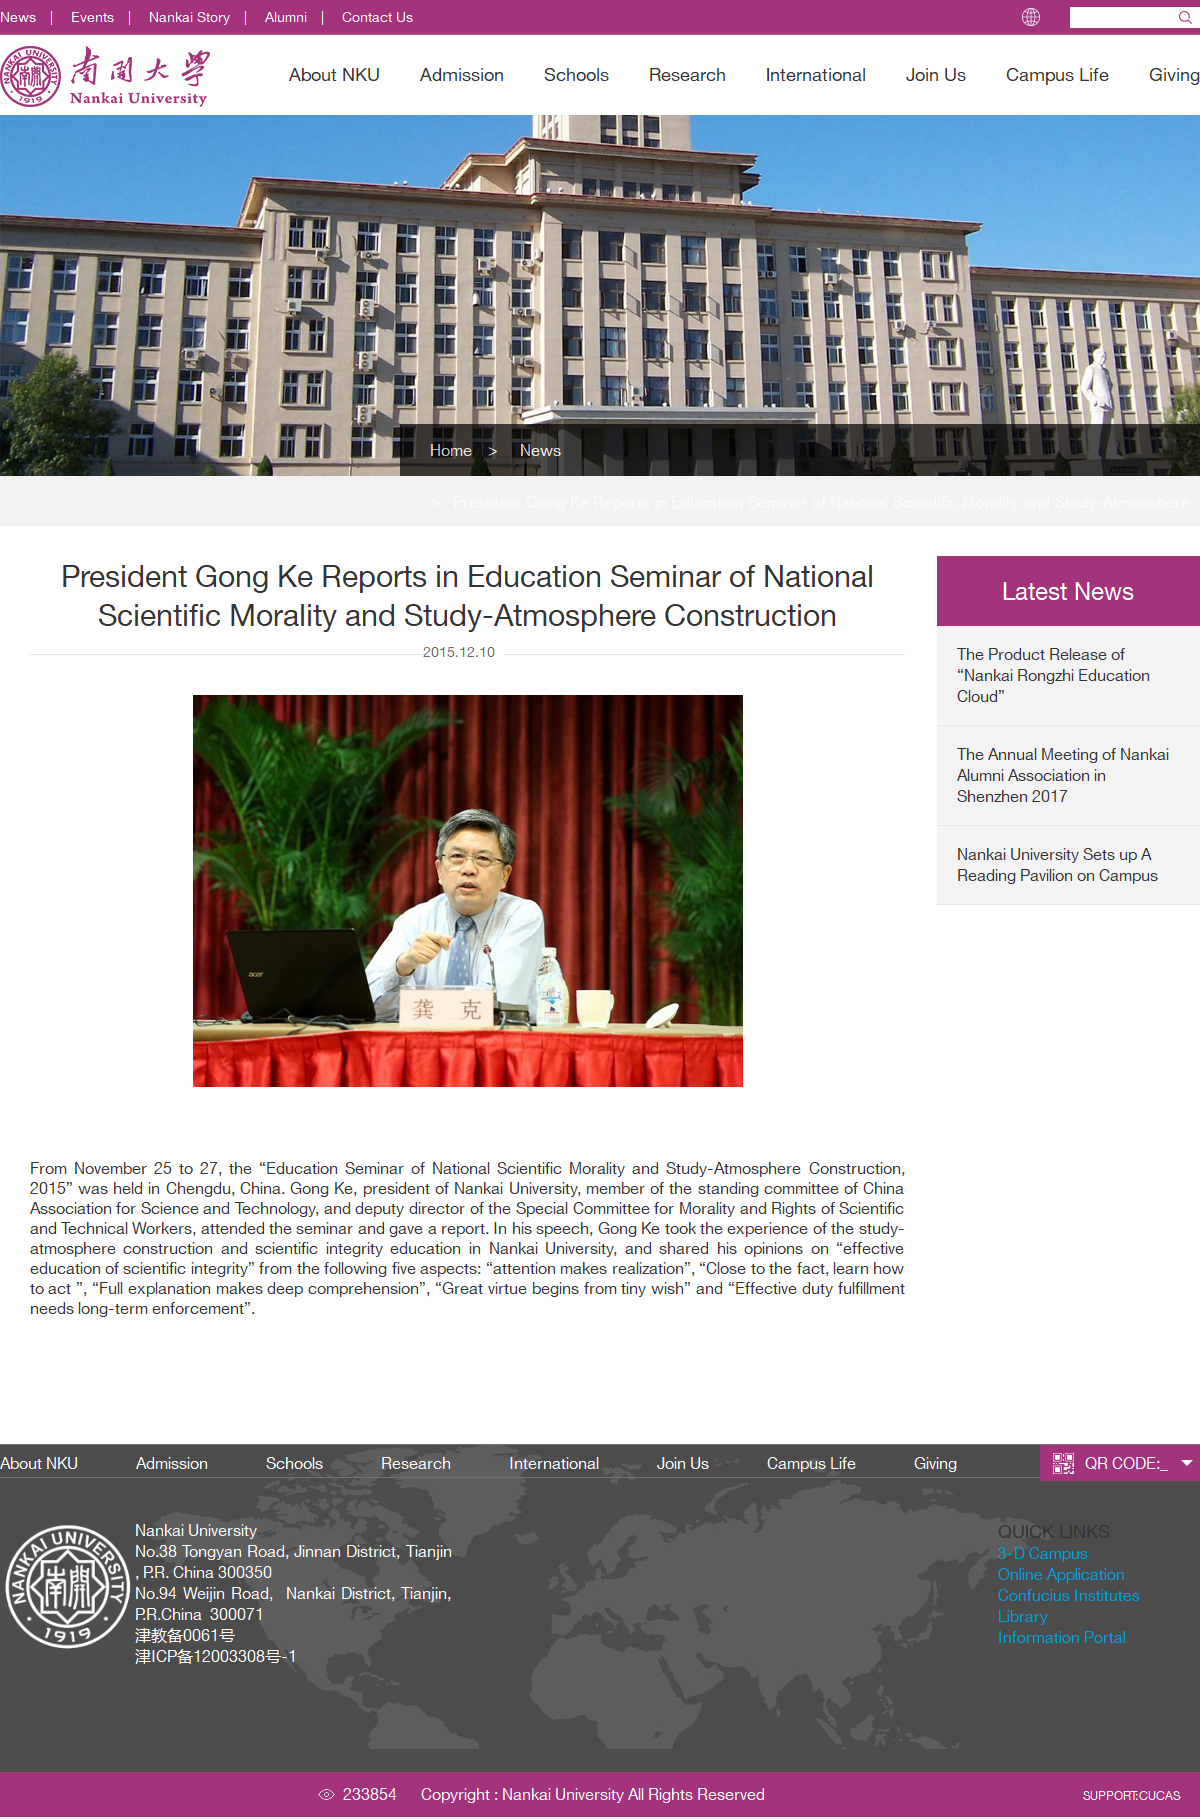 News | Events | Nankai Story | Alumni | Contact Us
NANKAI UNIVERSITY
1919
南開大學
Nankai University
About NKU Admission Schools Research International Join Us Campus Life Giving
Home > News
> President Gong Ke Reports in Education Seminar of National Scientific Morality and Study-Atmosphere
President Gong Ke Reports in Education Seminar of National
Scientific Morality and Study-Atmosphere Construction
2015.12.10
acer
龚 克
From November 25 to 27, the “Education Seminar of National Scientific Morality and Study-Atmosphere Construction,
2015” was held in Chengdu, China. Gong Ke, president of Nankai University, member of the standing committee of China
Association for Science and Technology, and deputy director of the Special Committee for Morality and Rights of Scientific
and Technical Workers, attended the seminar and gave a report. In his speech, Gong Ke took the experience of the study-
atmosphere construction and scientific integrity education in Nankai University, and shared his opinions on “effective
education of scientific integrity” from the following five aspects: “attention makes realization”, “Close to the fact, learn how
to act ”, “Full explanation makes deep comprehension”, “Great virtue begins from tiny wish” and “Effective duty fulfillment
needs long-term enforcement”.
Latest News
The Product Release of
“Nankai Rongzhi Education
Cloud”
The Annual Meeting of Nankai
Alumni Association in
Shenzhen 2017
Nankai University Sets up A
Reading Pavilion on Campus
About NKU Admission Schools Research International Join Us Campus Life Giving
QR CODE:_
NANKAI UNIVERSITY
南開
1919
Nankai University
No.38 Tongyan Road, Jinnan District, Tianjin
, P.R. China 300350
No.94 Weijin Road, Nankai District, Tianjin,
P.R.China 300071
津教备0061号
津ICP备12003308号-1
QUICK LINKS
3-D Campus
Online Application
Confucius Institutes
Library
Information Portal
233854 Copyright : Nankai University All Rights Reserved
SUPPORT:CUCAS